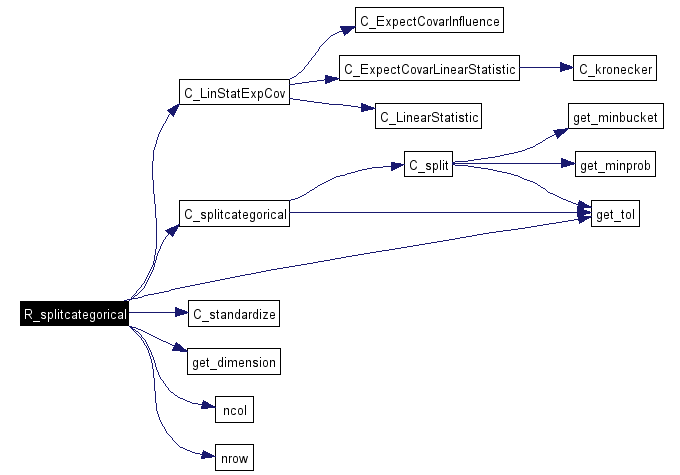 C_ExpectCovarInfluence
C_ExpectCovarLinearStatistic
C_kronecker
C_LinStatExpCov
C_LinearStatistic
get_minbucket
C_split
get_minprob
C_splitcategorical
get_tol
R_splitcategorical
C_standardize
get_dimension
ncol
nrow